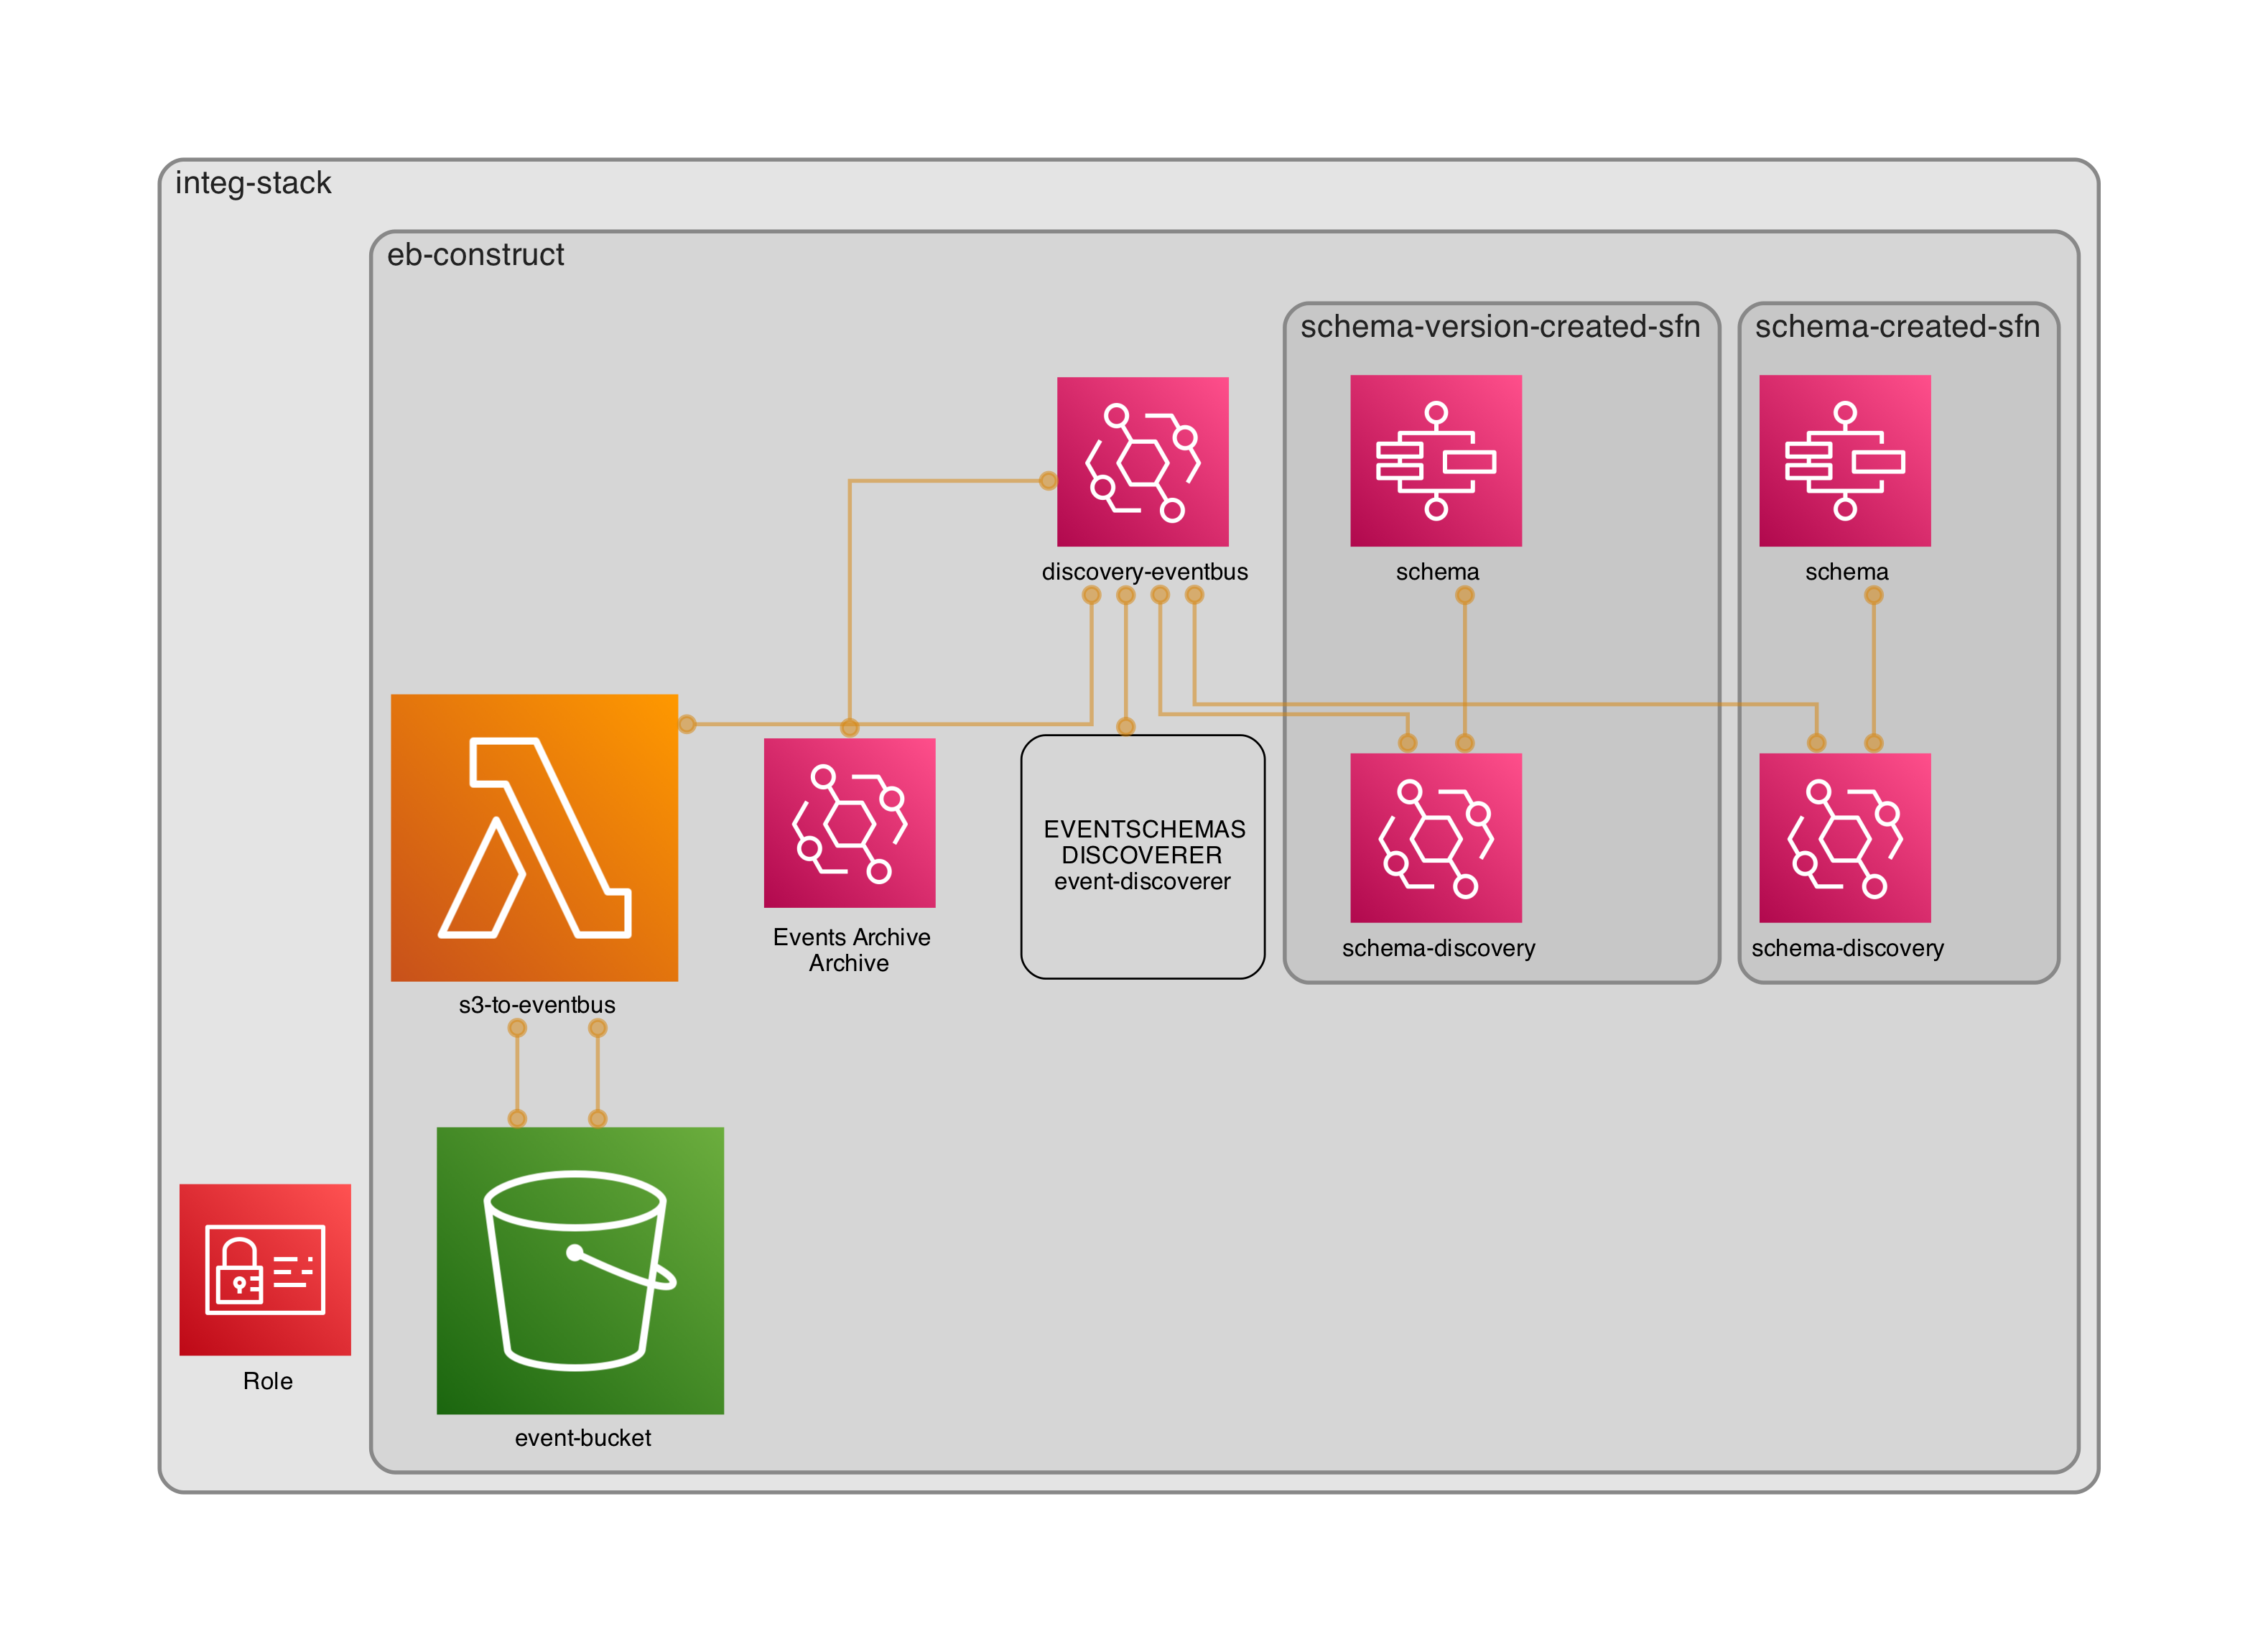 integ-stack
eb-construct
schema-version-created-sfn
schema-created-sfn
discovery-eventbus
schema
schema
s3-to-eventbus
Events Archive
Archive
EVENTSCHEMAS
DISCOVERER
event-discoverer
schema-discovery
schema-discovery
Role
event-bucket